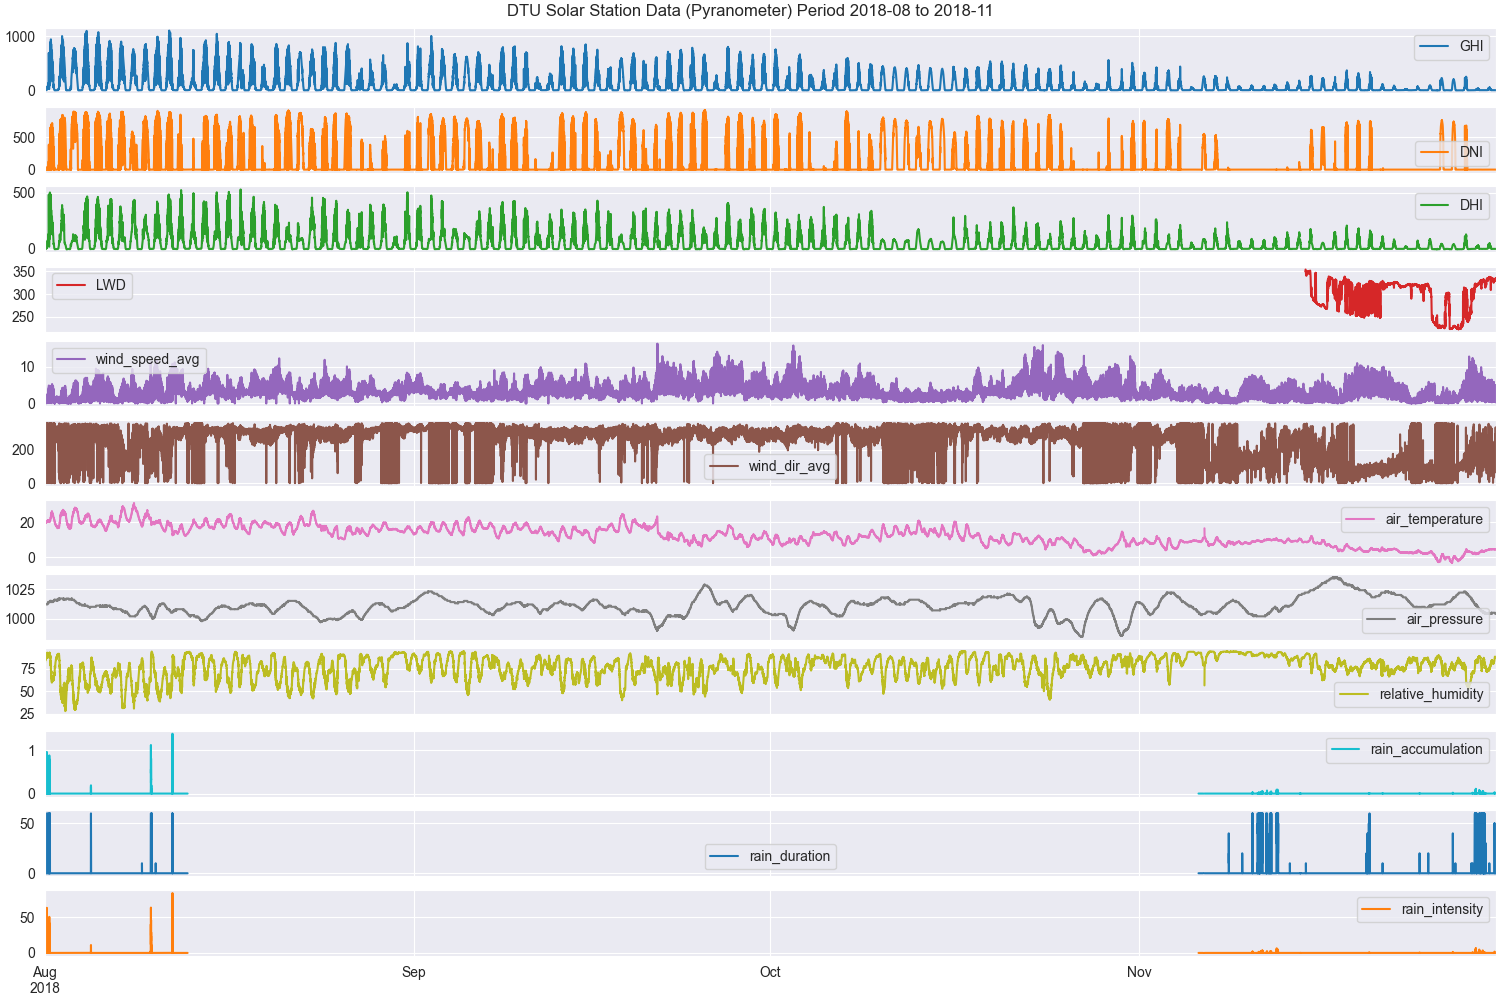 DTU Solar Station Data (Pyranometer) Period 2018-08 to 2018-11
1000
0
GHI
500
0
DNI
500
0
DHI
350
300
250
LWD
10
0
wind_speed_avg
200
0
wind_dir_avg
20
0
air_temperature
1025
1000
air_pressure
75
50
25
relative_humidity
1
0
rain_accumulation
50
0
rain_duration
50
0
rain_intensity
Aug Sep Oct Nov
2018